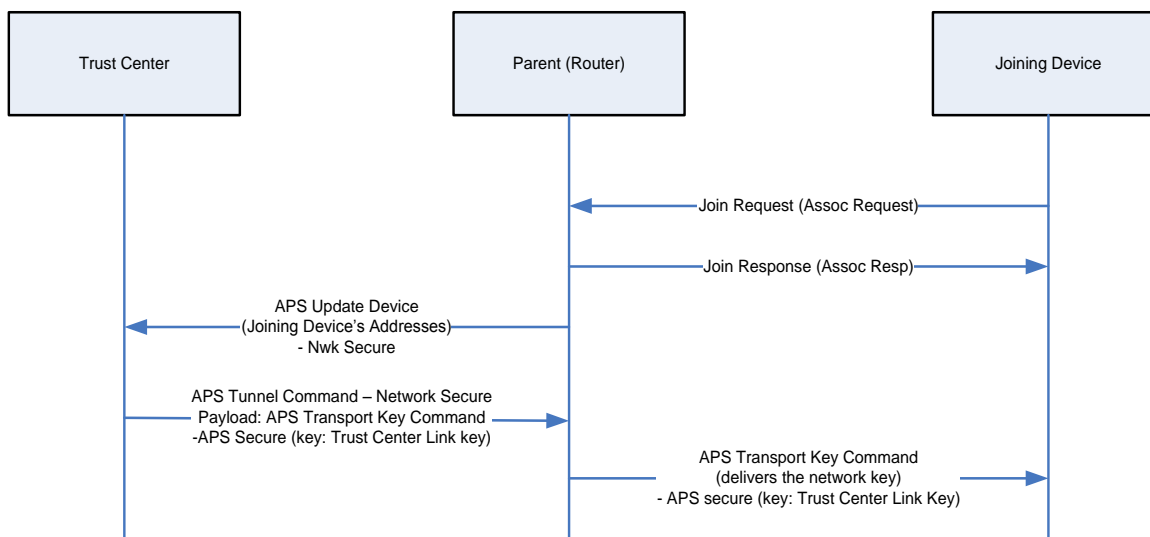 Trust Center
Parent (Router)
Joining Device
Join Request (Assoc Request)
Join Response (Assoc Resp)
APS Update Device
(Joining Device's Addresses)
- Nwk Secure
APS Tunnel Command – Network Secure
Payload: APS Transport Key Command
-APS Secure (key: Trust Center Link key)
APS Transport Key Command
(delivers the network key)
- APS secure (key: Trust Center Link Key)